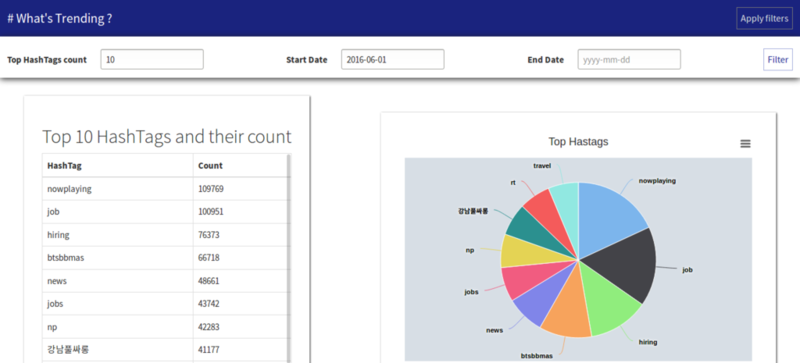 # What's Trending ?
Apply filters
Top HashTags count
10
Start Date
2016-06-01
End Date
yyyy-mm-dd
Filter
Top 10 HashTags and their count
HashTag Count
nowplaying 109769
job 100951
hiring 76373
btsbbmas 66718
news 48661
jobs 43742
np 42283
강남풀싸롱 41177
Top Hastags
travel
nowplaying
rt
강남풀싸롱
np
job
jobs
news
hiring
btsbbmas